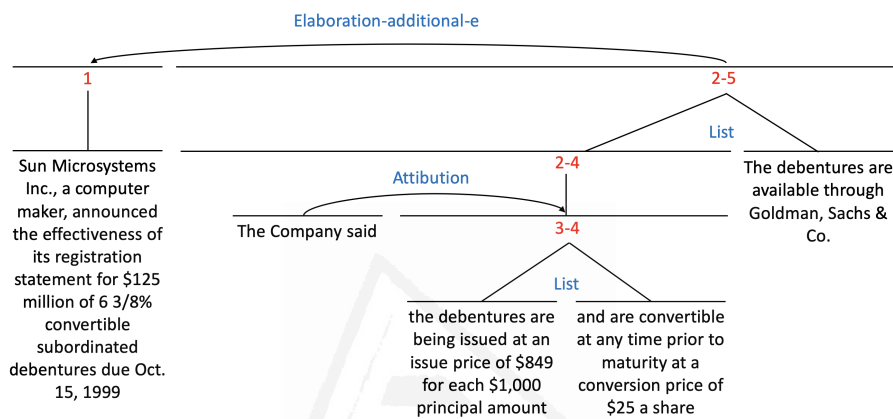 Elaboration-additional-e
1
2-5
List
Sun Microsystems
Inc., a computer
maker, announced
the effectiveness of
its registration
statement for $125
million of 6 3/8%
convertible
subordinated
debentures due Oct.
15, 1999
2-4
The debentures are
available through
Goldman, Sachs &
Co.
Attibution
The Company said
3-4
List
the debentures are
being issued at an
issue price of $849
for each $1,000
principal amount
and are convertible
at any time prior to
maturity at a
conversion price of
$25 a share